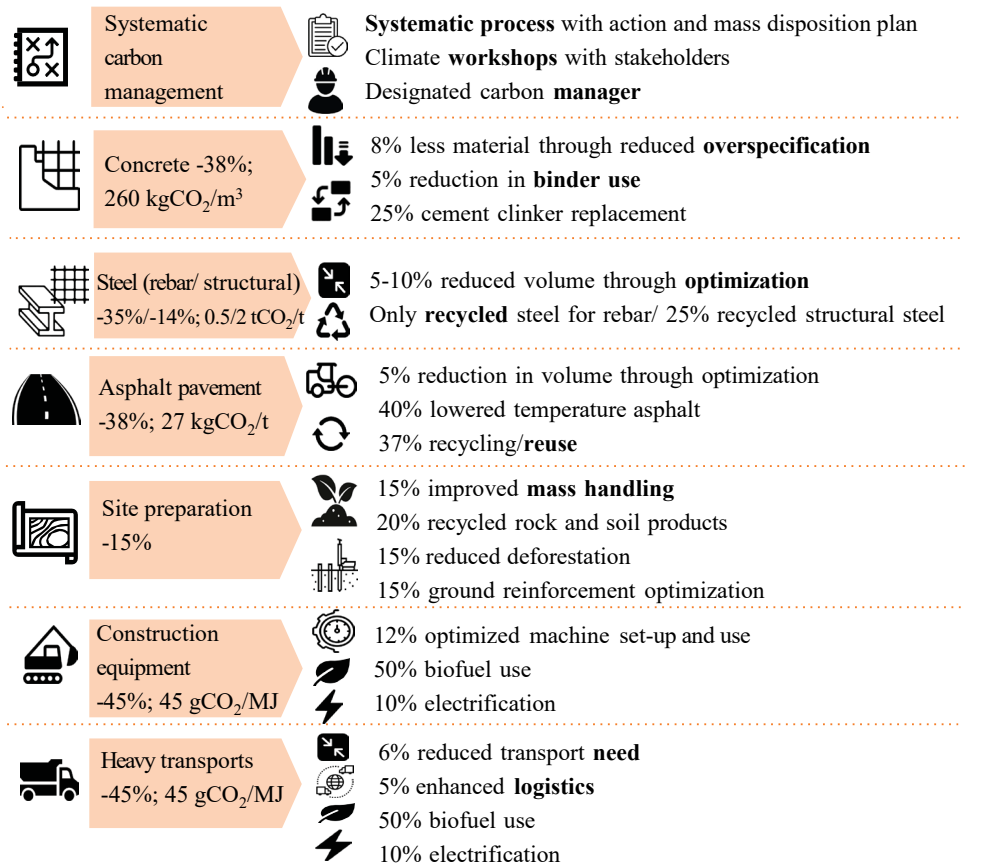 Systematic
carbon
management
Systematic process with action and mass disposition plan
Climate workshops with stakeholders
Designated carbon manager
Concrete -38%;
260 kgCO₂/m³
8% less material through reduced overspecification
5% reduction in binder use
25% cement clinker replacement
Steel (rebar/ structural)
-35%/-14%; 0.5/2 tCO₂/t
5-10% reduced volume through optimization
Only recycled steel for rebar/ 25% recycled structural steel
Asphalt pavement
-38%; 27 kgCO₂/t
5% reduction in volume through optimization
40% lowered temperature asphalt
37% recycling/reuse
Site preparation
-15%
15% improved mass handling
20% recycled rock and soil products
15% reduced deforestation
15% ground reinforcement optimization
Construction
equipment
-45%; 45 gCO₂/MJ
12% optimized machine set-up and use
50% biofuel use
10% electrification
Heavy transports
-45%; 45 gCO₂/MJ
6% reduced transport need
5% enhanced logistics
50% biofuel use
10% electrification